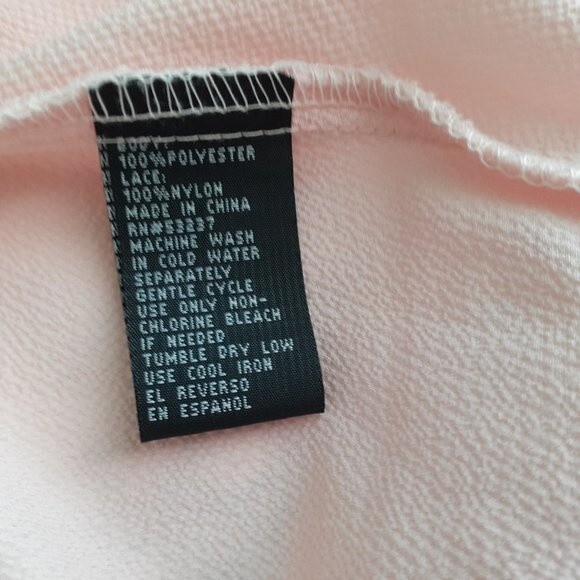 BODY:
100%POLYESTER
LACE:
100%NYLON
MADE IN CHINA
RN#53237
MACHINE WASH
IN COLD WATER
SEPARATELY
GENTLE CYCLE
USE ONLY NON-
CHLORINE BLEACH
IF NEEDED
TUMBLE DRY LOW
USE COOL IRON
EL REVERSO
EN ESPANOL